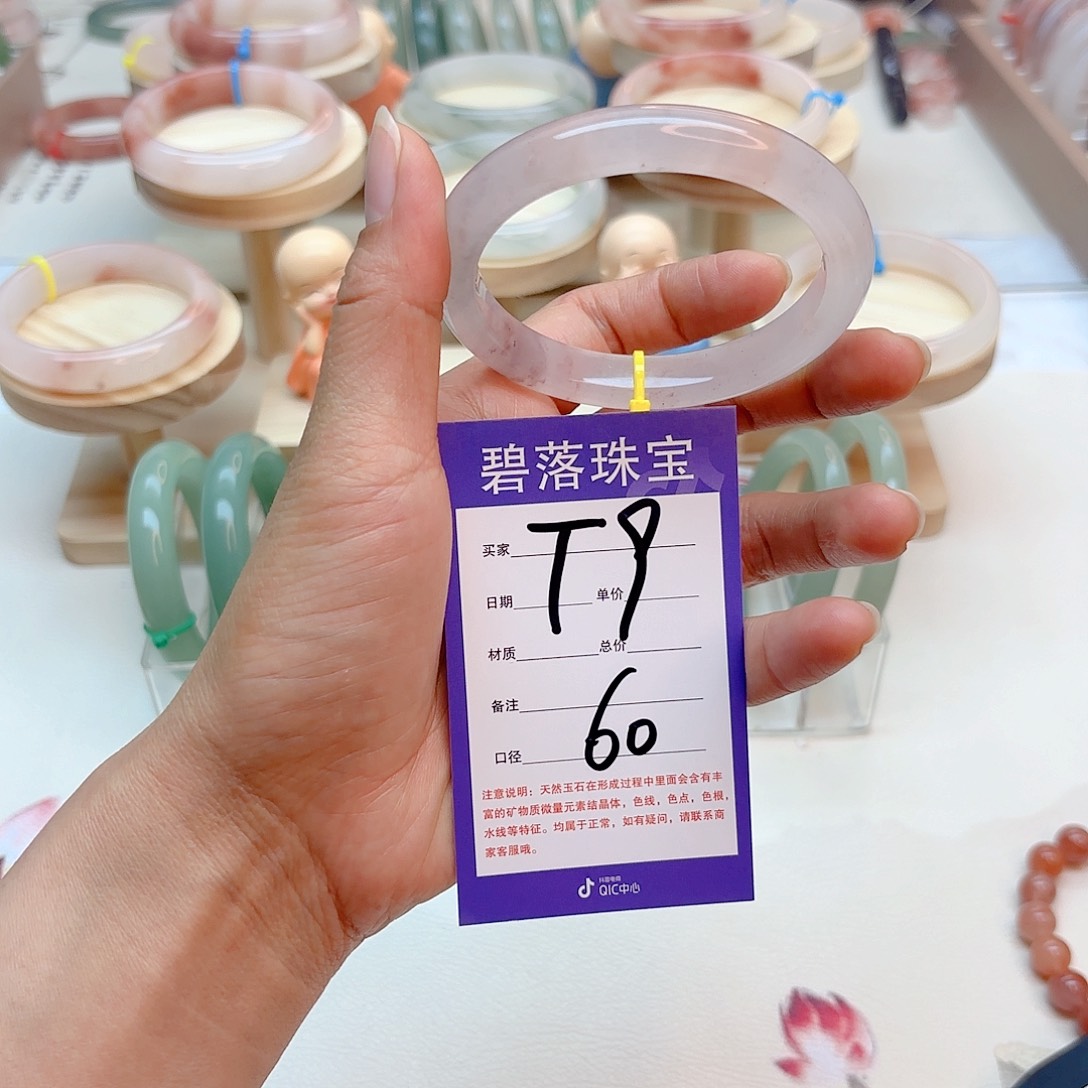 碧落珠宝
买家
T9
日期 单价
材质 总价
备注
口径 60
注意说明：天然玉石在形成过程中里面会含有丰
富的矿物质微量元素结晶体，色线，色点，色根，
水线等特征。均属于正常，如有疑问，请联系商
家客服哦。
抖音电商
QIC中心